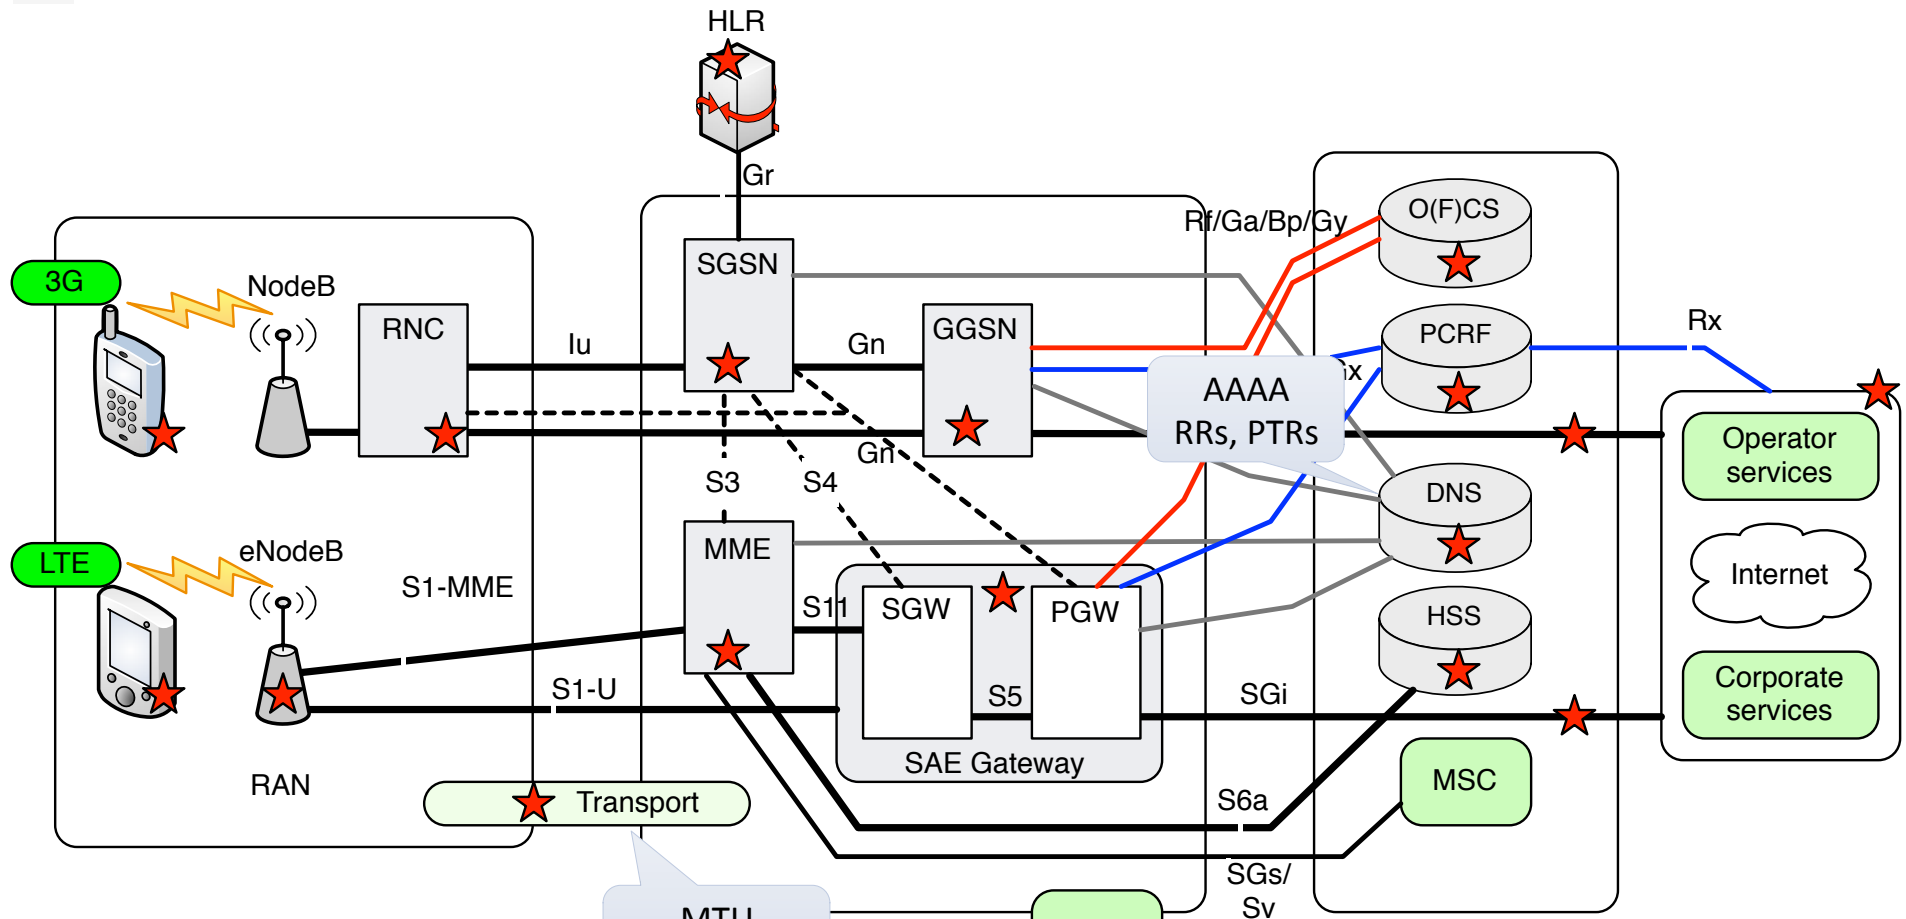 HLR
Gr
3G
NodeB
RNC
Iu
SGSN
Gn
GGSN
Rf/Ga/Bp/Gy
O(F)CS
PCRF
Rx
AAAA
RRs, PTRs
Operator
services
Gn
S3
S4
DNS
LTE
eNodeB
S1-MME
MME
S11
SGW
PGW
Internet
HSS
S1-U
S5
SGi
Corporate
services
SAE Gateway
RAN
Transport
S6a
MSC
SGs/
Sv
MTU